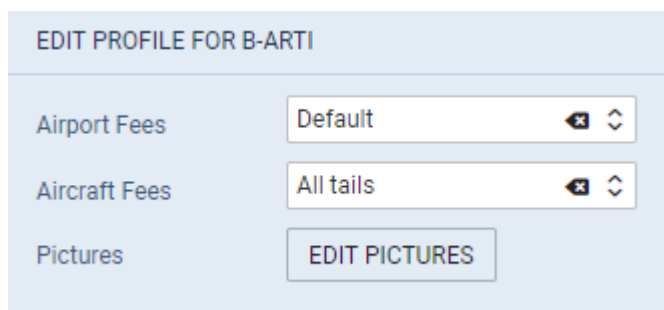 EDIT PROFILE FOR B-ARTI
Airport Fees Default
Aircraft Fees All tails
Pictures EDIT PICTURES